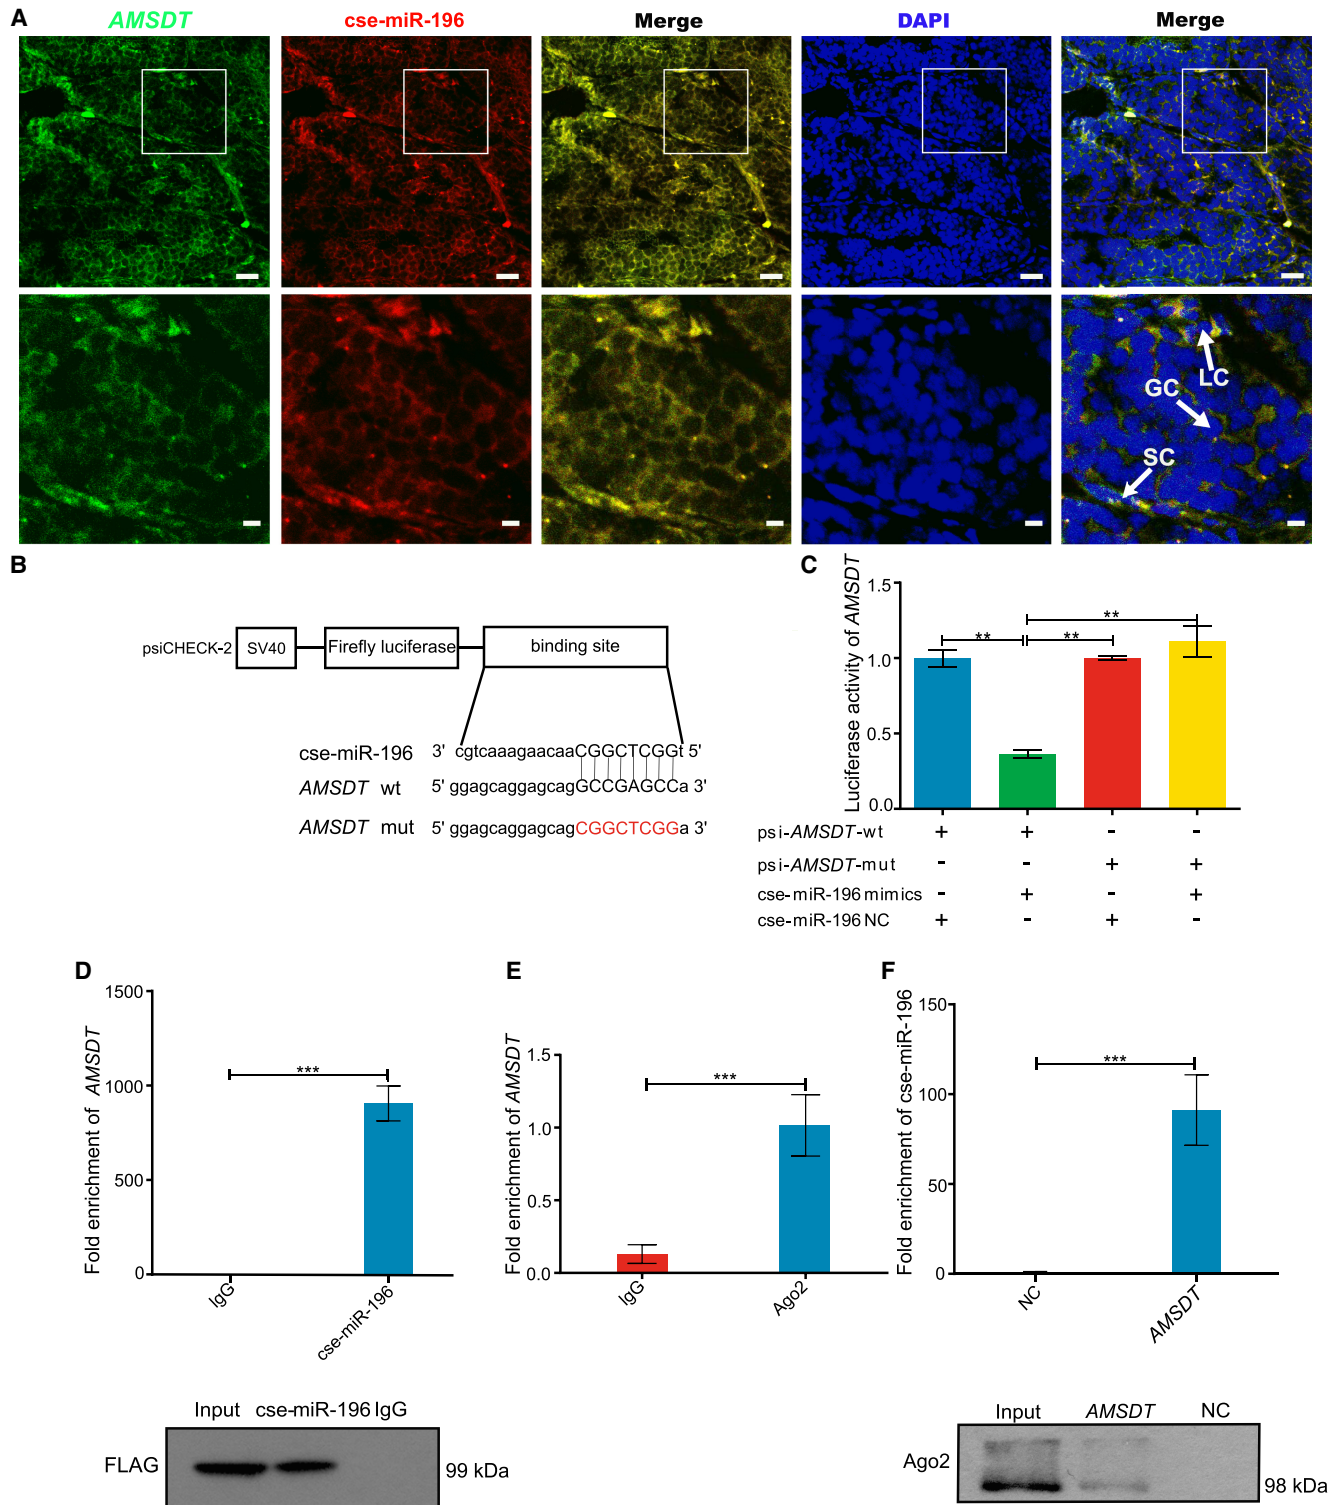 A
AMSDT cse-miR-196 Merge DAPI Merge
LC
GC
SC
B
psiCHECK-2 SV40 Firefly luciferase binding site
cse-miR-196 3' cgtcaaagaacaaCGGCTCGGt 5'
AMSDT wt 5' ggagcaggagcagGCCGAGCCa 3'
AMSDT mut 5' ggagcaggagcagCGGCTCGGa 3'
C
Luciferase activity of AMSDT
1.5
1.0
0.5
0.0
**
** **
psi-AMSDT-wt + + - -
psi-AMSDT-mut - - + +
cse-miR-196 mimics - + - +
cse-miR-196 NC + - + -
D
Fold enrichment of AMSDT
1500
1000
500
0
***
IgG
cse-miR-196
Input cse-miR-196 IgG
FLAG 99 kDa
E
Fold enrichment of AMSDT
1.5
1.0
0.5
0.0
***
IgG
Ago2
F
Fold enrichment of cse-miR-196
150
100
50
0
***
NC
AMSDT
Input AMSDT NC
Ago2 98 kDa